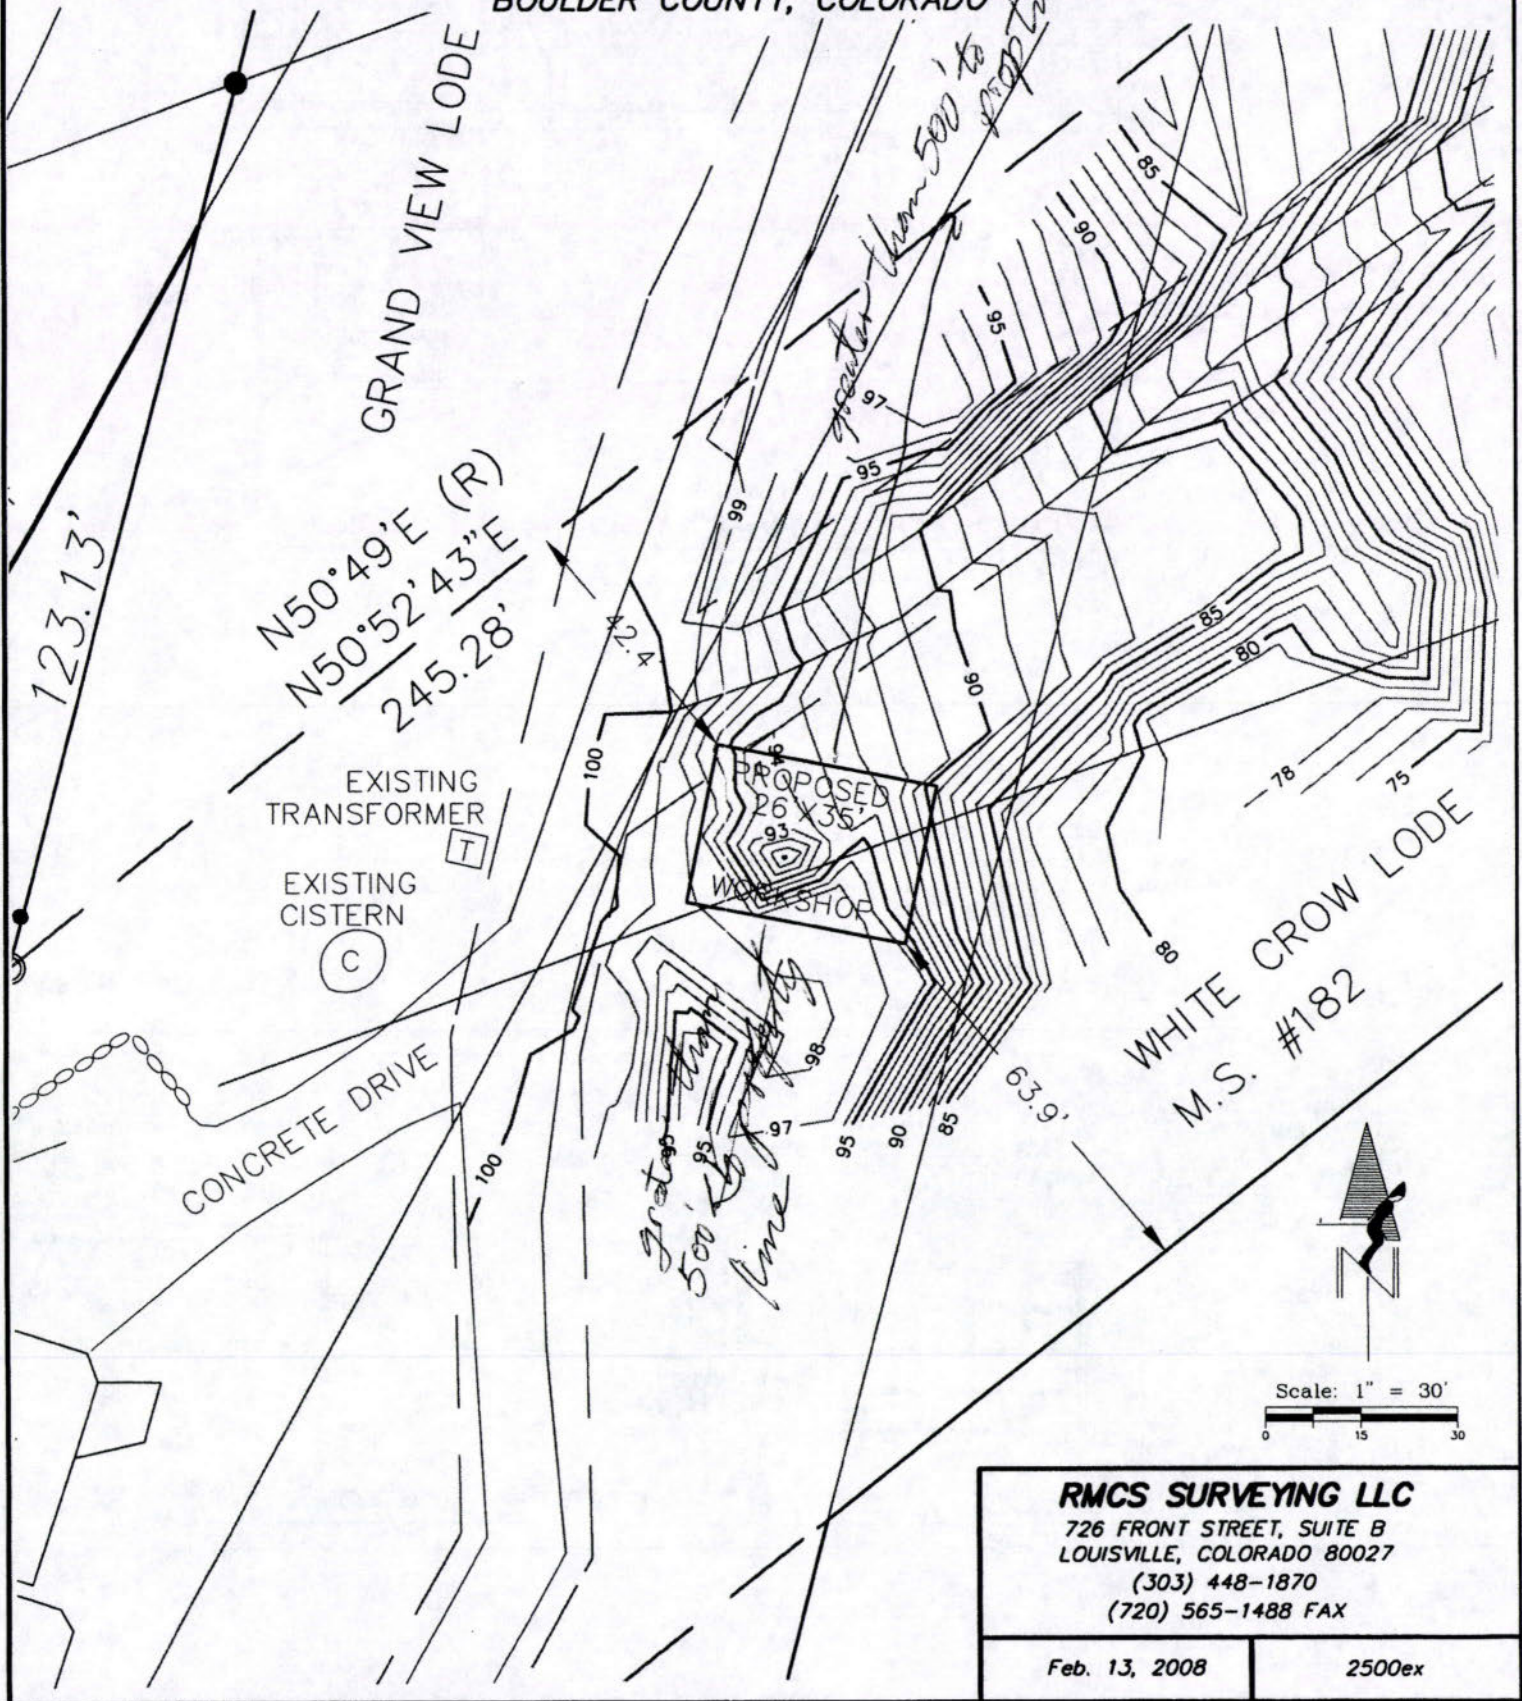 BOULDER COUNTY, COLORADO
GRAND VIEW LODE
greater than 500' to
123.13'
N50°49'E (R)
N50°52'43"E
245.28'
42.4'
EXISTING
TRANSFORMER
T
EXISTING
CISTERN
C
CONCRETE DRIVE
85
90
95
97
95
99
90
85
80
100
PROPOSED
26'X35'
93
WORKSHOP
78
75
80
WHITE CROW LODE
M.S. #182
98
97
95
95
95
90
85
63.9'
100
greater than
500' to property
line
Scale: 1" = 30'
0 15 30
RMCS SURVEYING LLC
726 FRONT STREET, SUITE B
LOUISVILLE, COLORADO 80027
(303) 448-1870
(720) 565-1488 FAX
Feb. 13, 2008
2500ex